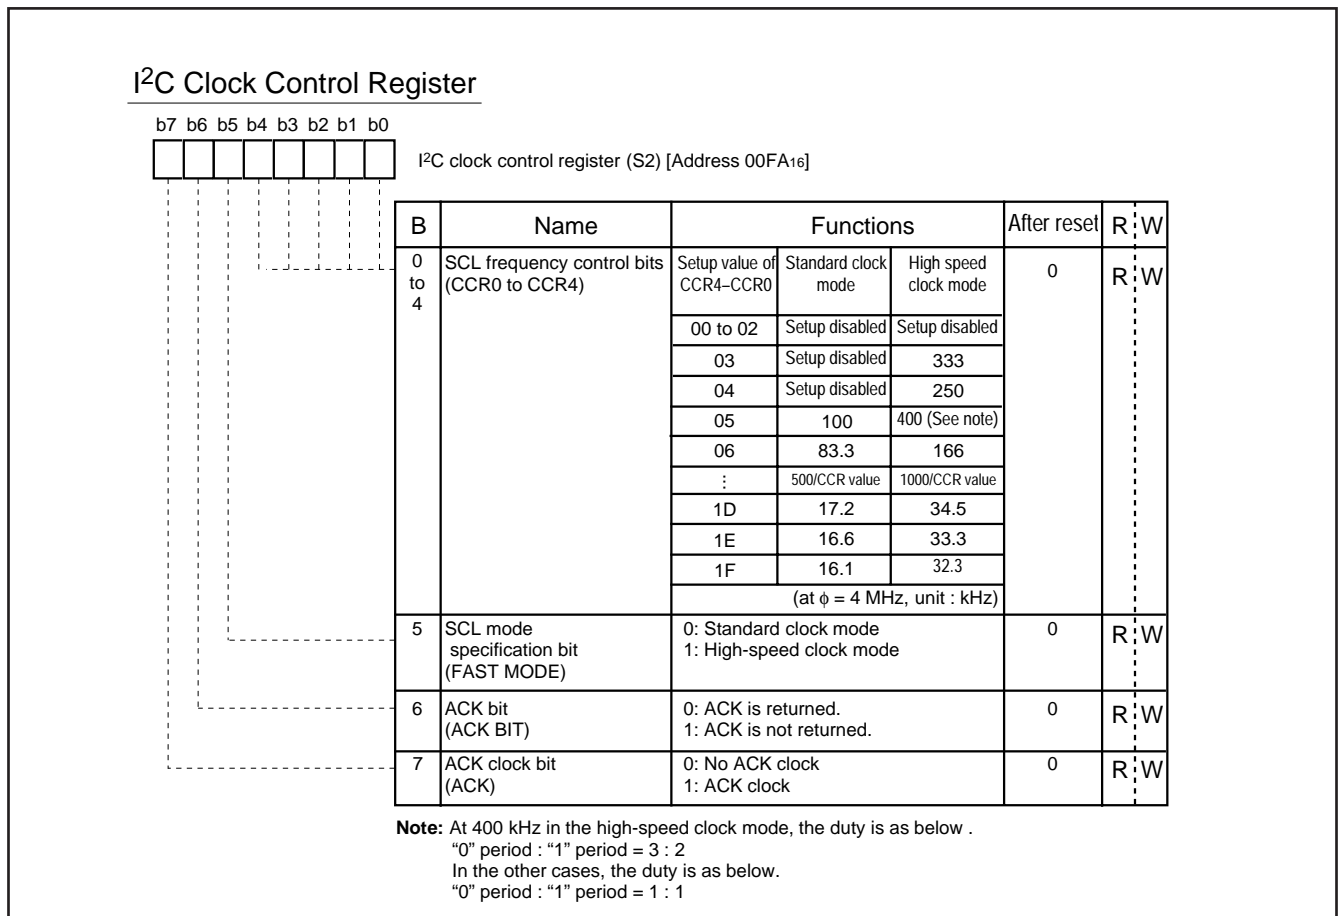 I2C Clock Control Register
b7 b6 b5 b4 b3 b2 b1 b0
I2C clock control register (S2) [Address 00FA16]
B Name Functions After reset R W
0 to 4 SCL frequency control bits (CCR0 to CCR4) Setup value of CCR4–CCR0 Standard clock mode High speed clock mode 0 R W
00 to 02 Setup disabled Setup disabled
03 Setup disabled 333
04 Setup disabled 250
05 100 400 (See note)
06 83.3 166
⋮ 500/CCR value 1000/CCR value
1D 17.2 34.5
1E 16.6 33.3
1F 16.1 32.3
(at ϕ = 4 MHz, unit : kHz)
5 SCL mode 0: Standard clock mode 0 R W
specification bit 1: High-speed clock mode
(FAST MODE)
6 ACK bit 0: ACK is returned. 0 R W
(ACK BIT) 1: ACK is not returned.
7 ACK clock bit 0: No ACK clock 0 R W
(ACK) 1: ACK clock
Note: At 400 kHz in the high-speed clock mode, the duty is as below .
“0” period : “1” period = 3 : 2
In the other cases, the duty is as below.
“0” period : “1” period = 1 : 1